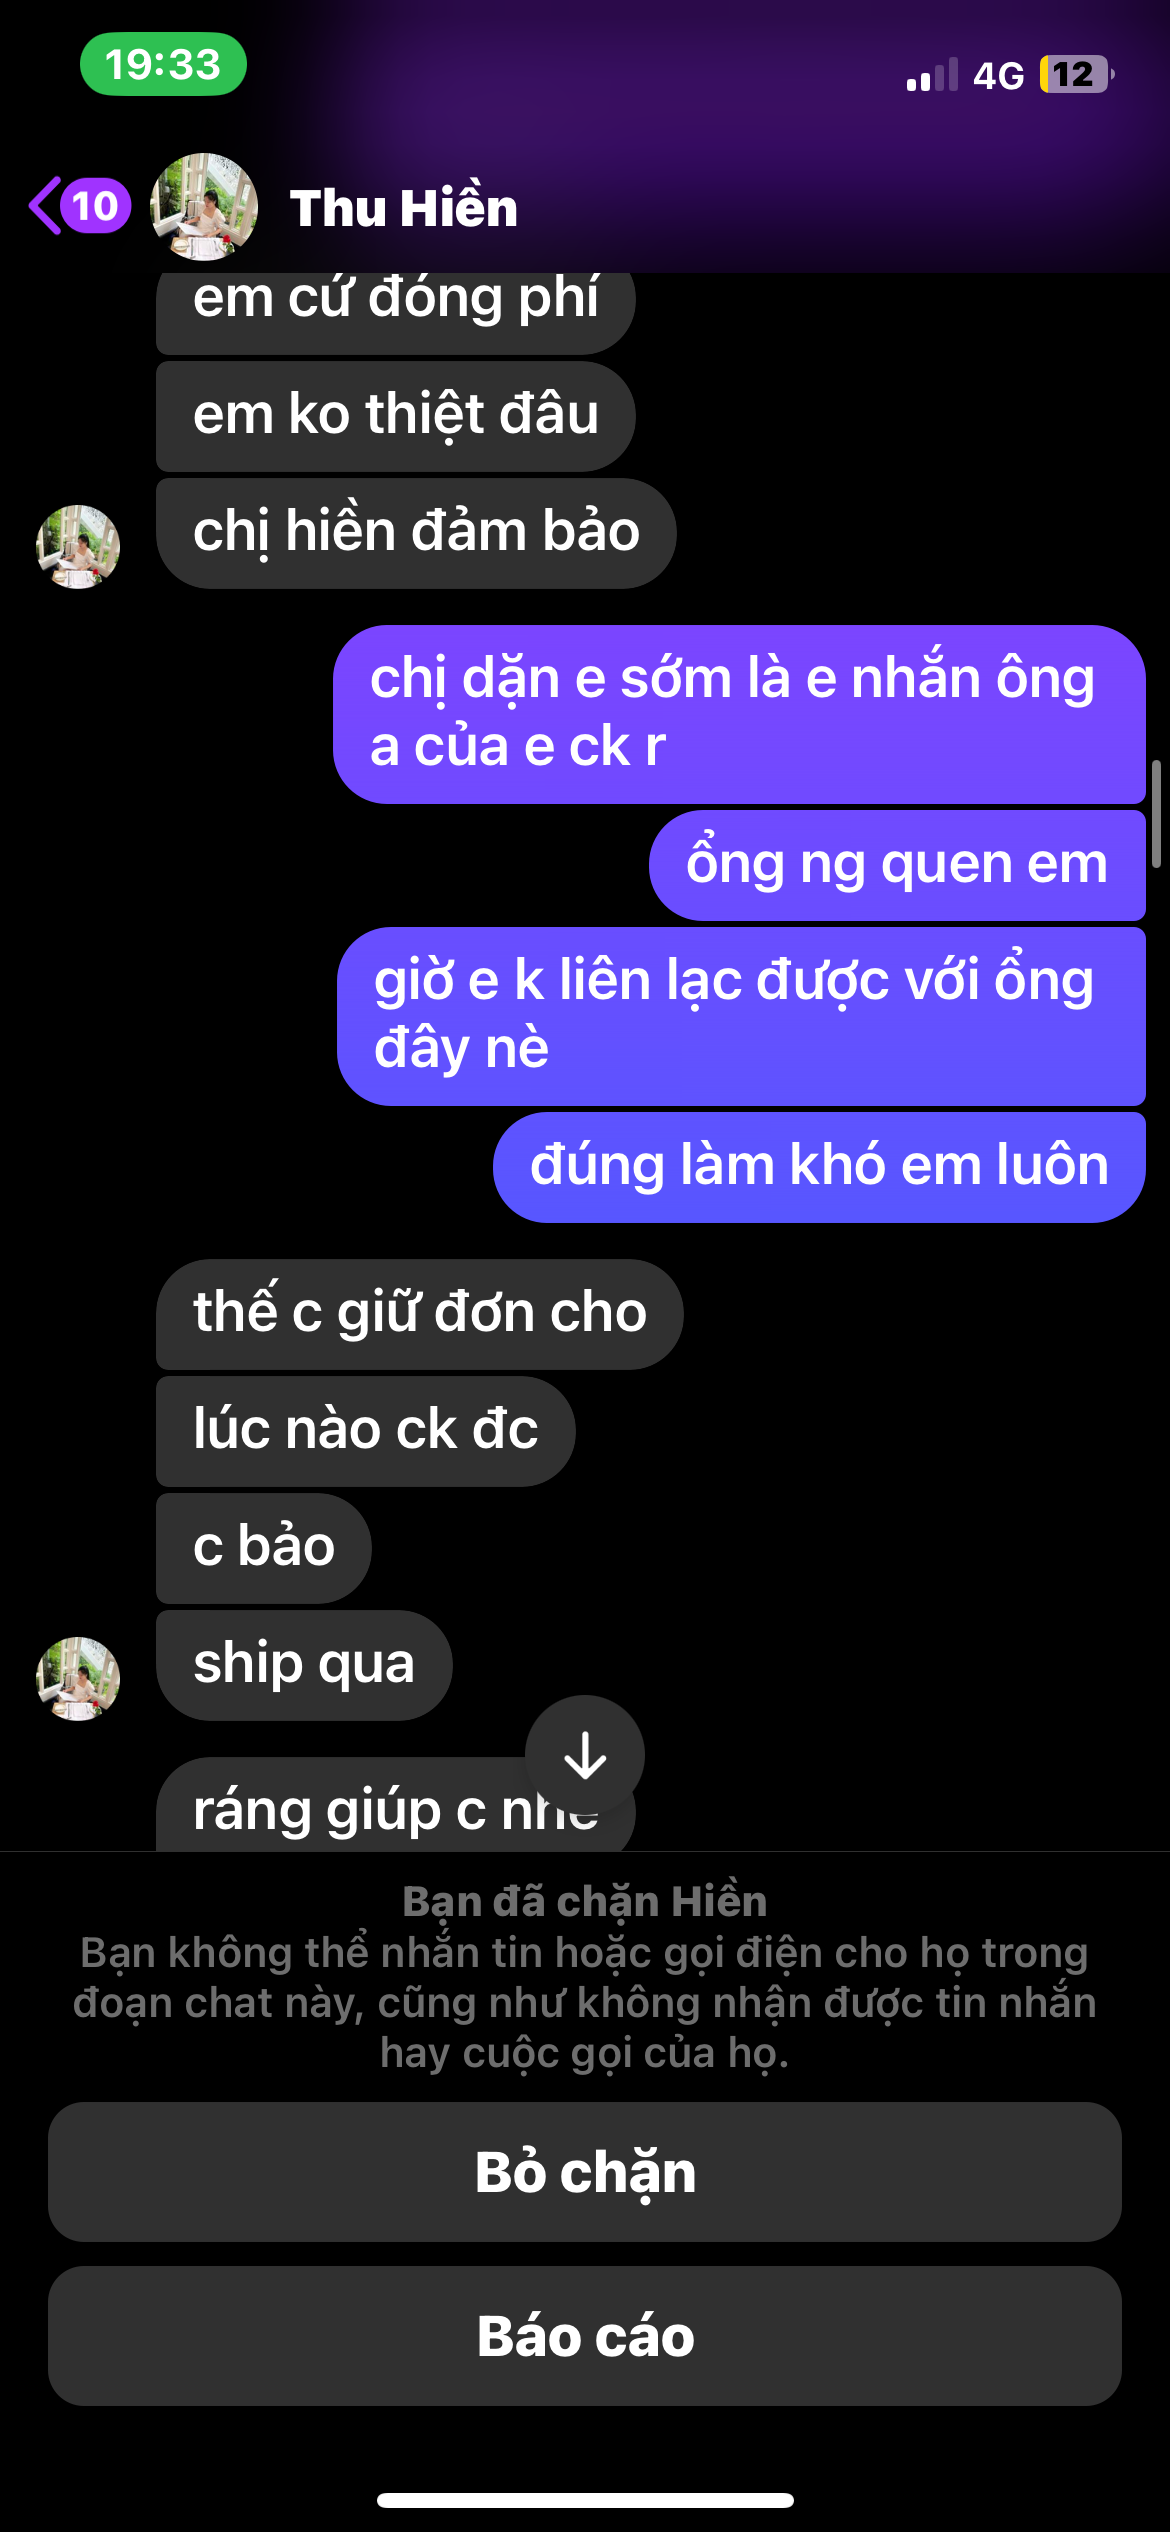 19:33
4G
12
10
Thu Hiền
em cứ đóng phí
em ko thiệt đâu
chị hiền đảm bảo
chị dặn e sớm là e nhắn ông
a của e ck r
ổng ng quen em
giờ e k liên lạc được với ổng
đây nè
đúng làm khó em luôn
thế c giữ đơn cho
lúc nào ck đc
c bảo
ship qua
ráng giúp c nhé
Bạn đã chặn Hiền
Bạn không thể nhắn tin hoặc gọi điện cho họ trong
đoạn chat này, cũng như không nhận được tin nhắn
hay cuộc gọi của họ.
Bỏ chặn
Báo cáo